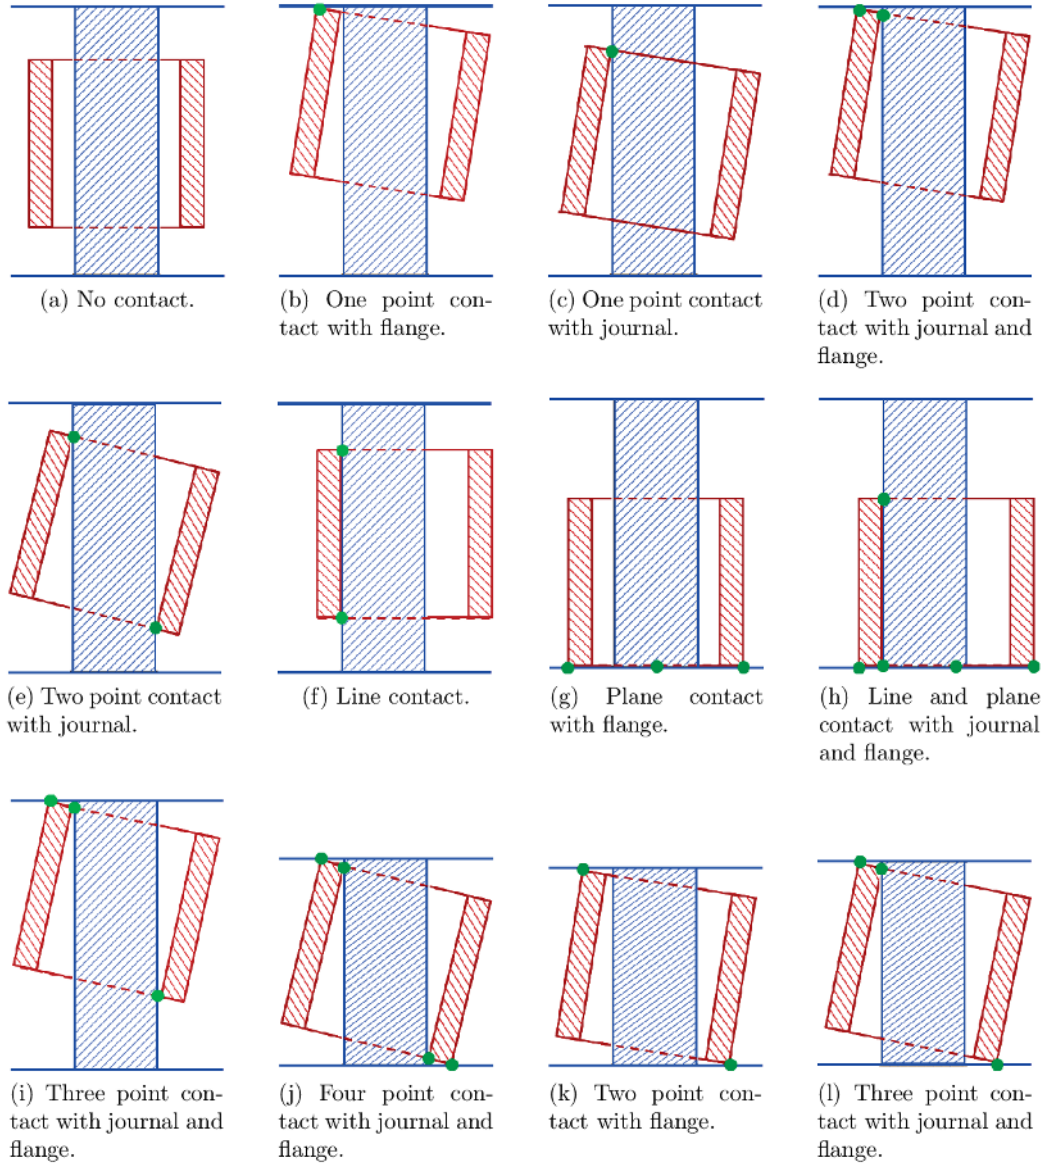 (a) No contact.
(b) One point con-
tact with flange.
(c) One point contact
with journal.
(d) Two point con-
tact with journal and
flange.
(e) Two point contact
with journal.
(f) Line contact.
(g) Plane contact
with flange.
(h) Line and plane
contact with journal
and flange.
(i) Three point con-
tact with journal and
flange.
(j) Four point con-
tact with journal and
flange.
(k) Two point con-
tact with flange.
(l) Three point con-
tact with journal and
flange.